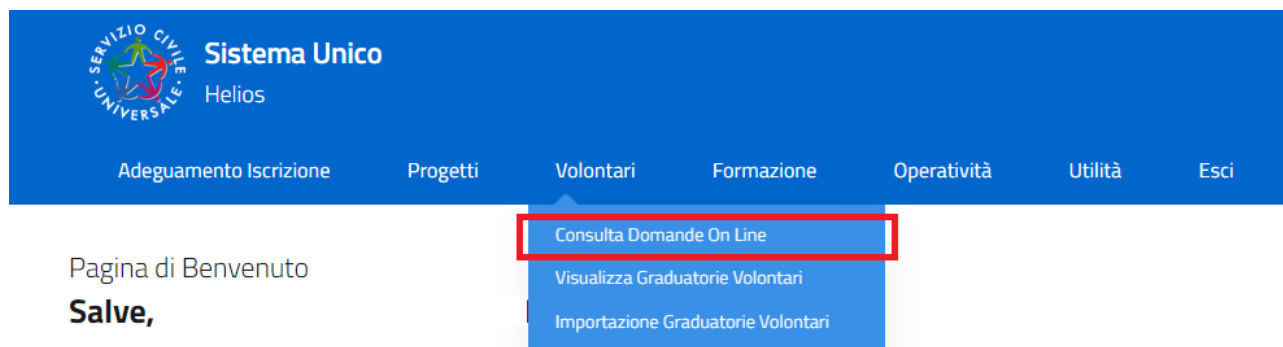 SERVIZIO CIVILE UNIVERSALE
Sistema Unico
Helios
Adeguamento Iscrizione Progetti Volontari Formazione Operatività Utilità Esci
Consulta Domande On Line
Pagina di Benvenuto
Visualizza Graduatorie Volontari
Salve,
Importazione Graduatorie Volontari